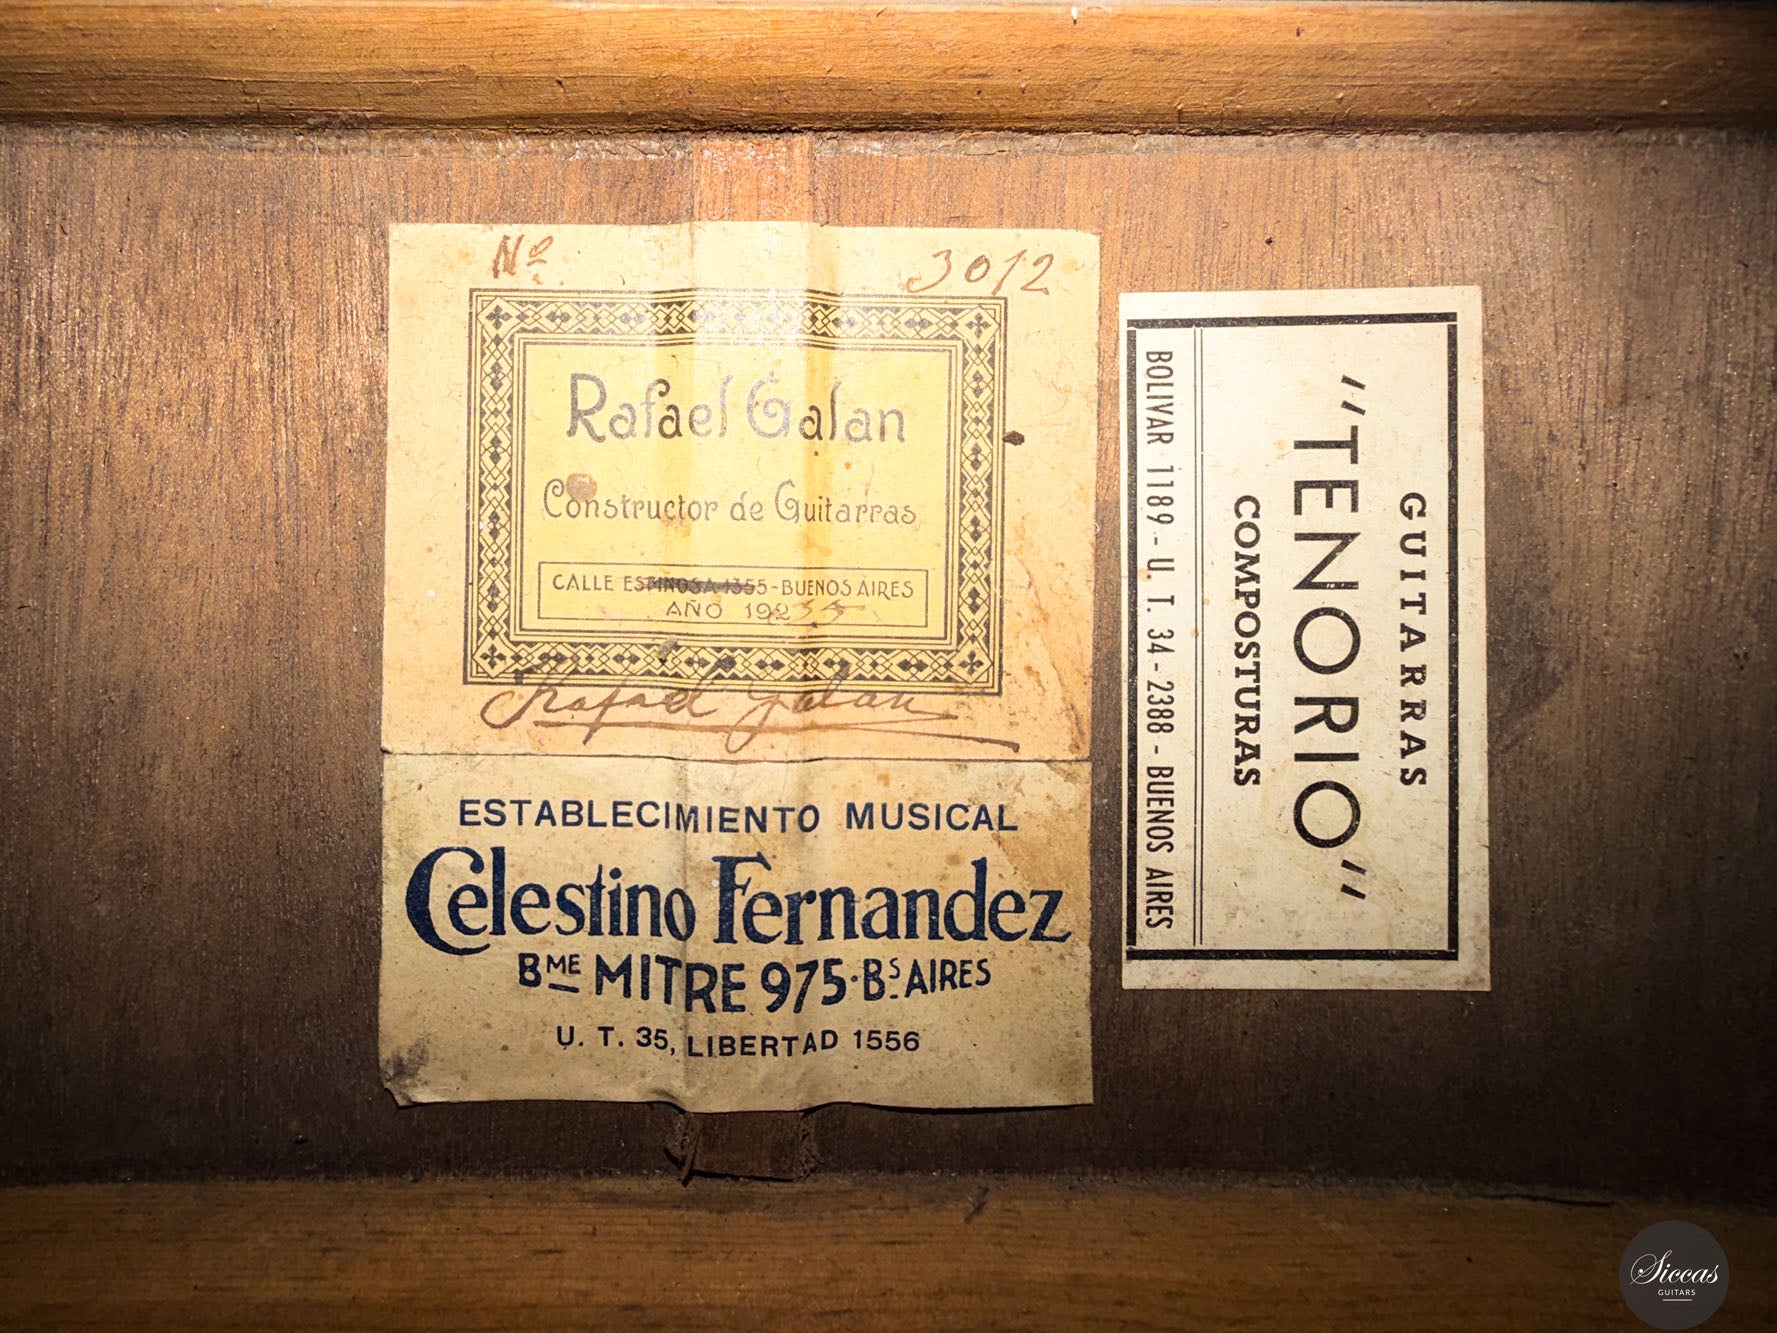 Nº 3012
Rafael Galan
Constructor de Guitarras
CALLE ESPINOSA 1355-BUENOS AIRES
AÑO 192
Rafael Galan
ESTABLECIMIENTO MUSICAL
Celestino Fernandez
BME MITRE 975·BS. AIRES
U. T. 35, LIBERTAD 1556
GUITARRAS
"TENORIO"
COMPOSTURAS
BOLIVAR 1189 - U. T. 34 - 2388 - BUENOS AIRES
Siccas
GUITARS